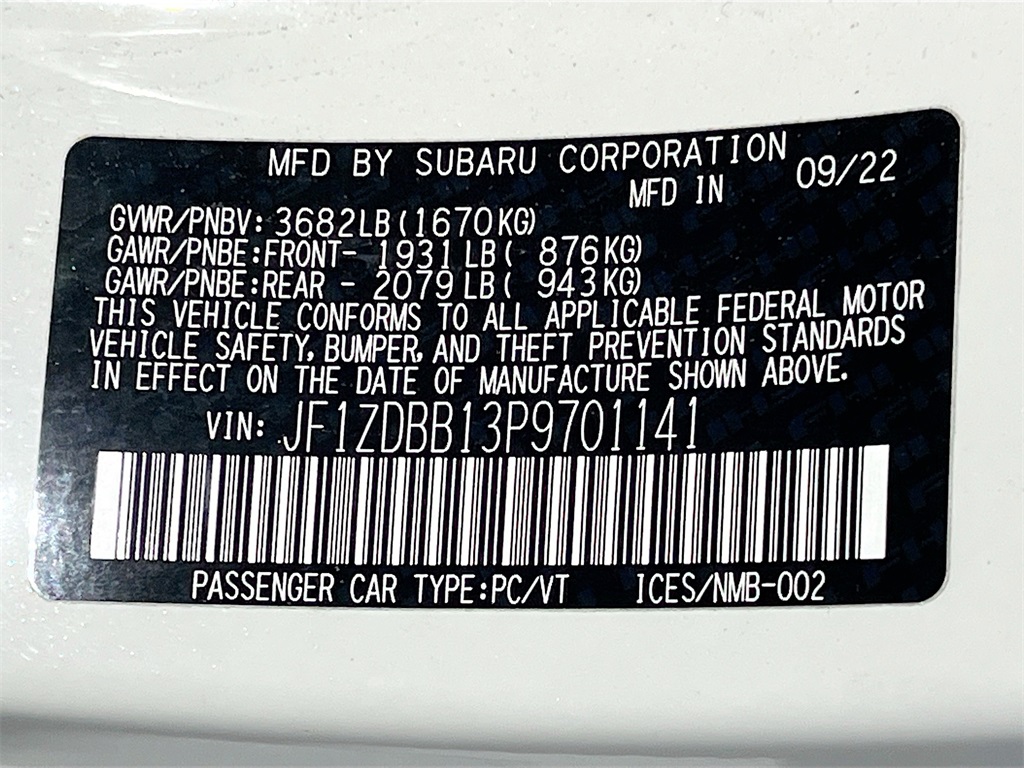 MFD BY SUBARU CORPORATION
MFD IN 09/22
GVWR/PNBV: 3682LB(1670KG)
GAWR/PNBE:FRONT- 1931LB( 876KG)
GAWR/PNBE:REAR - 2079LB( 943KG)
THIS VEHICLE CONFORMS TO ALL APPLICABLE FEDERAL MOTOR
VEHICLE SAFETY, BUMPER, AND THEFT PREVENTION STANDARDS
IN EFFECT ON THE DATE OF MANUFACTURE SHOWN ABOVE.
VIN: JF1ZDBB13P9701141
PASSENGER CAR TYPE:PC/VT ICES/NMB-002